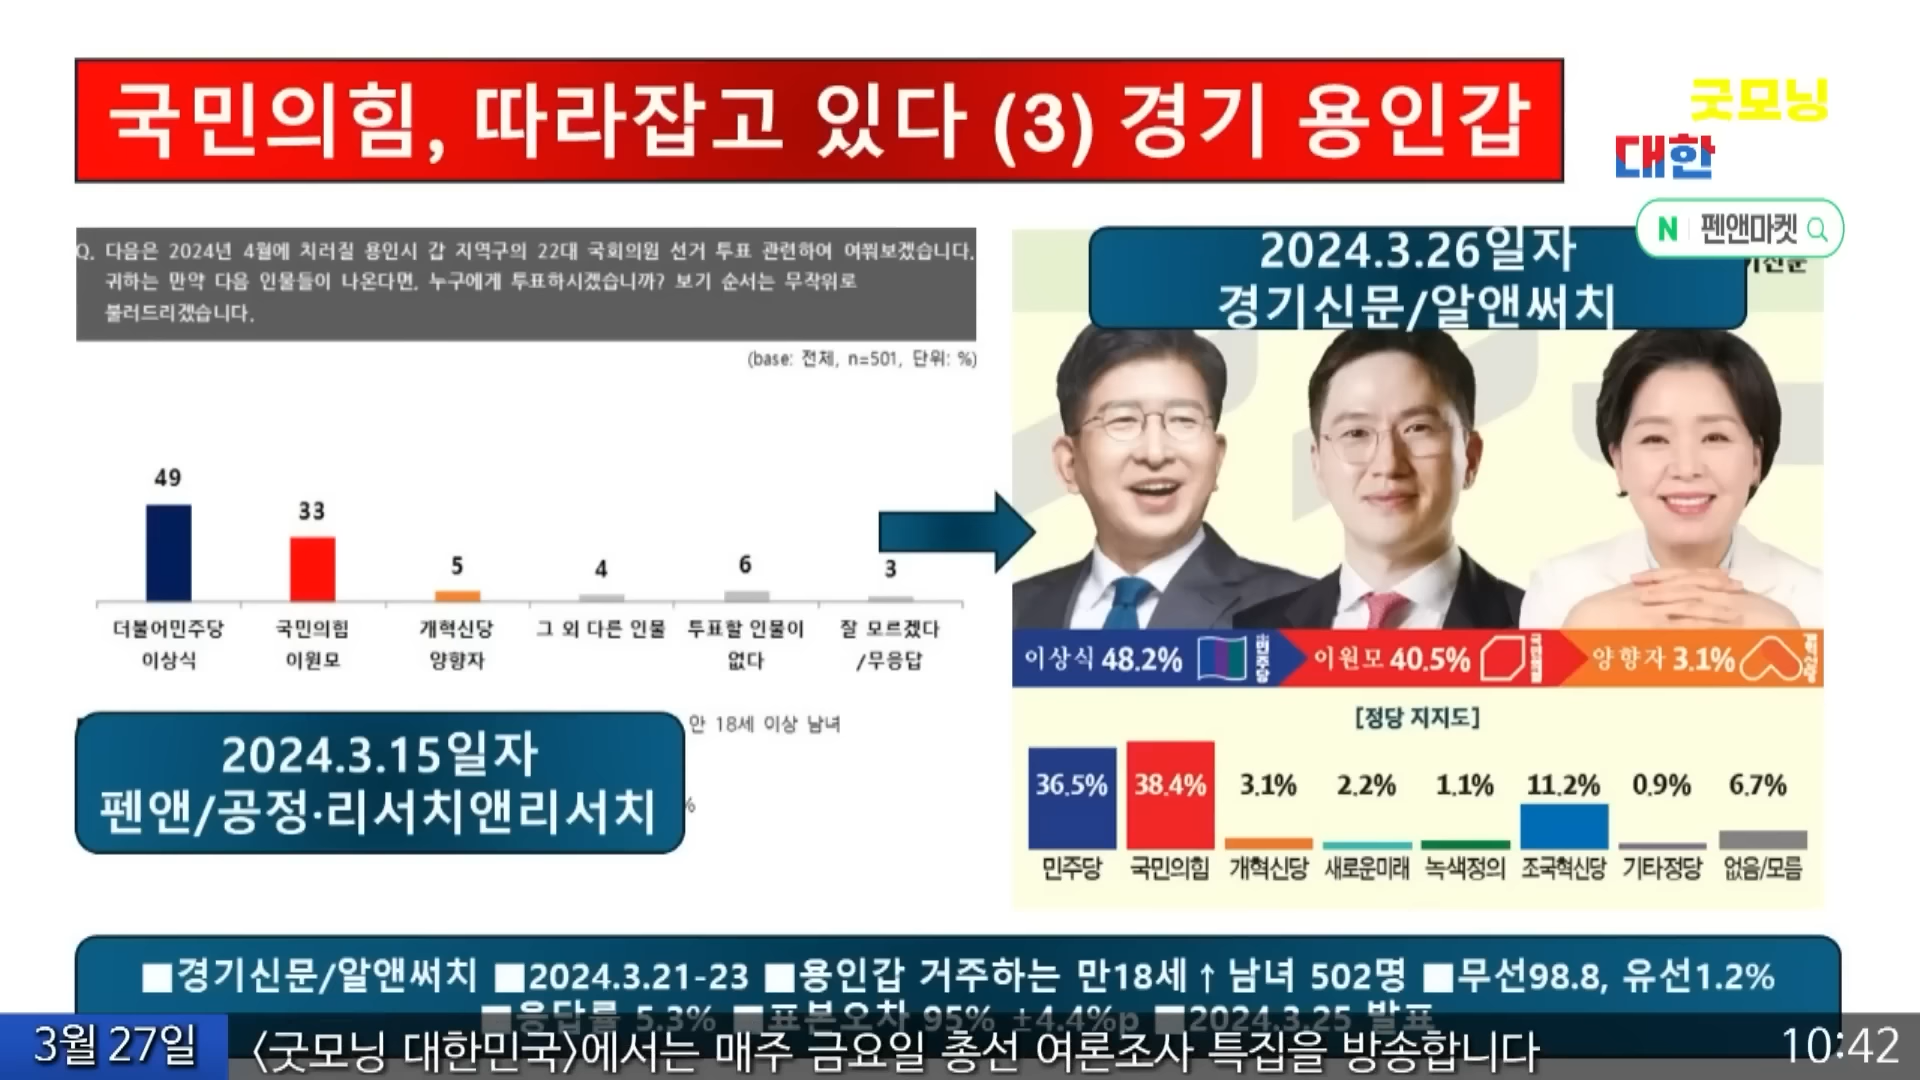 국민의힘, 따라잡고 있다 (3) 경기 용인갑
굿모닝
대한
N 펜앤마켓
Q. 다음은 2024년 4월에 치러질 용인시 갑 지역구의 22대 국회의원 선거 투표 관련하여 여쭤보겠습니다.
귀하는 만약 다음 인물들이 나온다면, 누구에게 투표하시겠습니까? 보기 순서는 무작위로
불러드리겠습니다.
(base: 전체, n=501, 단위: %)
49
33
5
4
6
3
더불어민주당 국민의힘 개혁신당 그 외 다른 인물 투표할 인물이 잘 모르겠다
이상식 이원모 양향자 없다 /무응답
만 18세 이상 남녀
2024.3.15일자
펜앤/공정·리서치앤리서치
%
2024.3.26일자
경기신문/알앤써치
이상식 48.2%
이원모 40.5%
양향자 3.1%
[정당 지지도]
36.5% 38.4% 3.1% 2.2% 1.1% 11.2% 0.9% 6.7%
민주당 국민의힘 개혁신당 새로운미래 녹색정의 조국혁신당 기타정당 없음/모름
■경기신문/알앤써치 ■2024.3.21-23 ■용인갑 거주하는 만18세↑남녀 502명 ■무선98.8, 유선1.2%
■응답률 5.3% ■표본오차 95% ±4.4%p ■2024.3.25 발표
3월 27일
〈굿모닝 대한민국〉에서는 매주 금요일 총선 여론조사 특집을 방송합니다
10:42